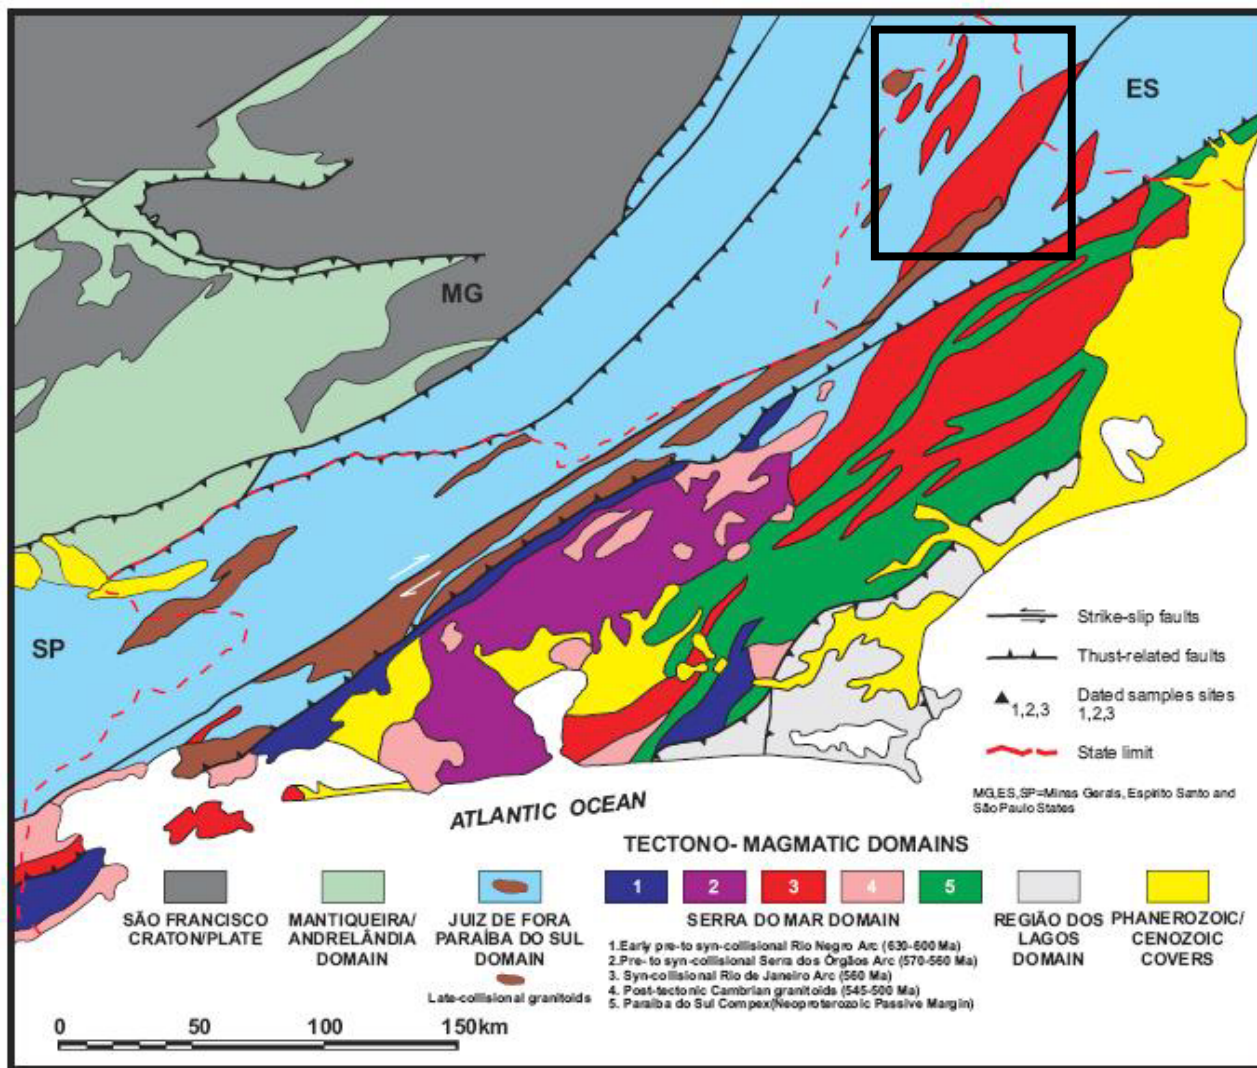 ES
MG
SP
Strike-slip faults
Thust-related faults
1,2,3
Dated samples sites
1,2,3
State limit
MG,ES,SP=Minas Gerais, Espirito Santo and
São Paulo States
ATLANTIC OCEAN
TECTONO- MAGMATIC DOMAINS
1 2 3 4 5
SÃO FRANCISCO
CRATON/PLATE
MANTIQUEIRA/
ANDRELÂNDIA
DOMAIN
JUIZ DE FORA
PARAÍBA DO SUL
DOMAIN
Late-collisional granitoids
SERRA DO MAR DOMAIN
1.Early pre-to syn-collisional Rio Negro Arc (630-600 Ma)
2.Pre- to syn-collisional Serra dos Órgãos Arc (570-560 Ma)
3. Syn-collisional Rio de Janeiro Arc (560 Ma)
4. Post-tectonic Cambrian granitoids (545-500 Ma)
5. Paraíba do Sul Compex(Neoproterozoic Passive Margin)
REGIÃO DOS
LAGOS
DOMAIN
PHANEROZOIC/
CENOZOIC
COVERS
0 50 100 150km